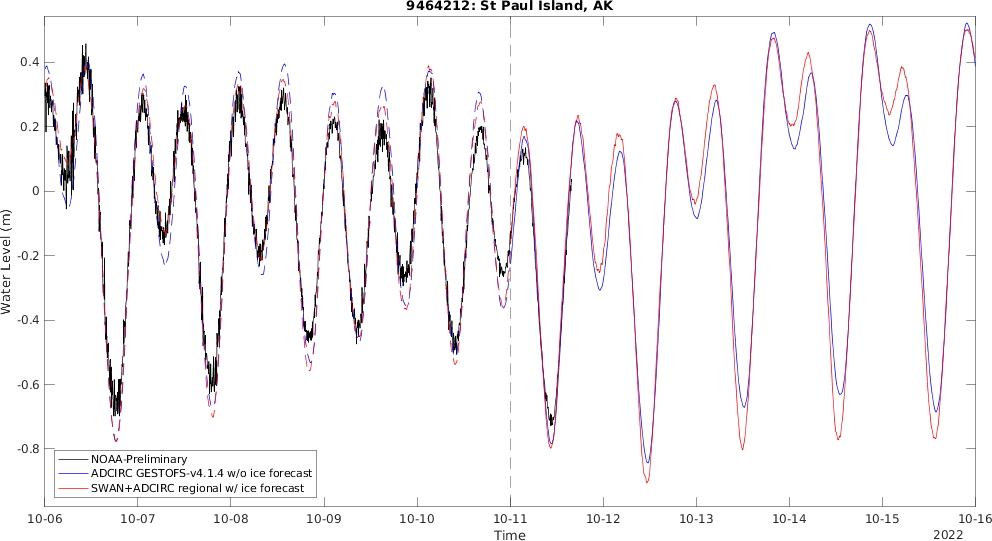 9464212: St Paul Island, AK
Water Level (m)
0.4
0.2
0
-0.2
-0.4
-0.6
-0.8
NOAA-Preliminary
ADCIRC GESTOFS-v4.1.4 w/o ice forecast
SWAN+ADCIRC regional w/ ice forecast
10-06 10-07 10-08 10-09 10-10 10-11 10-12 10-13 10-14 10-15 10-16
Time
2022